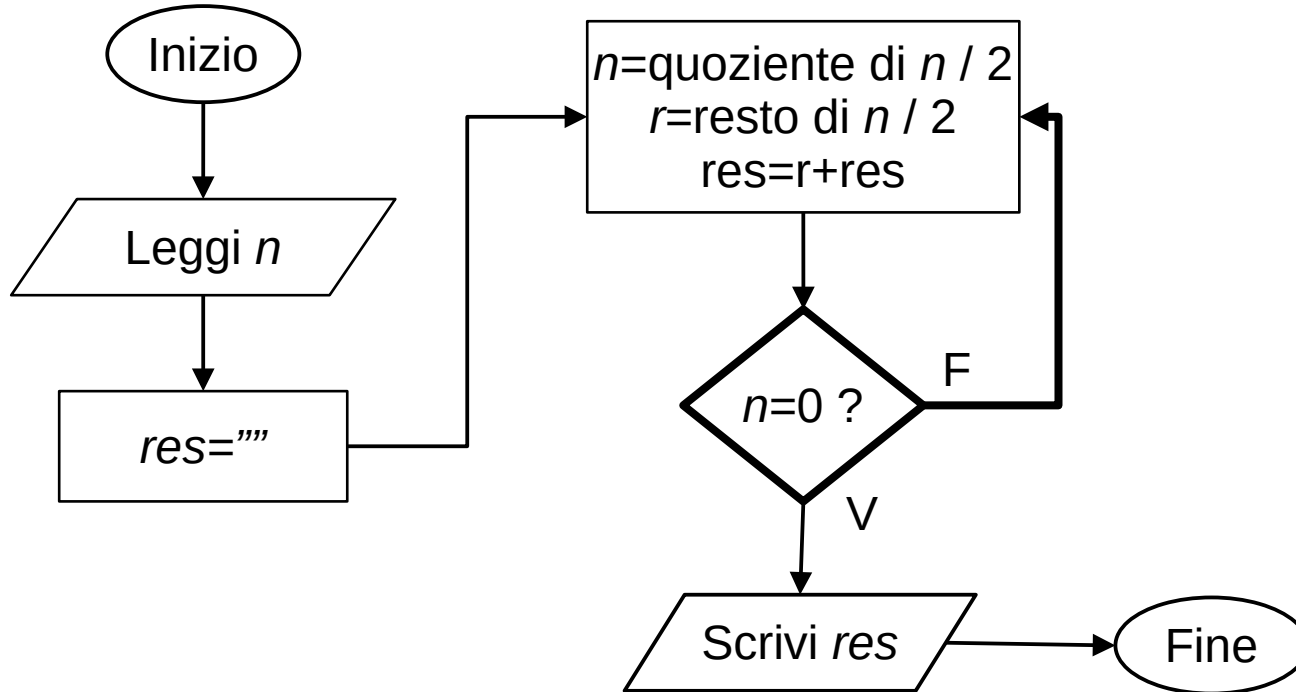 Inizio
Leggi n
res=””
n=quoziente di n / 2
r=resto di n / 2
res=r+res
n=0 ?
F
V
Scrivi res
Fine